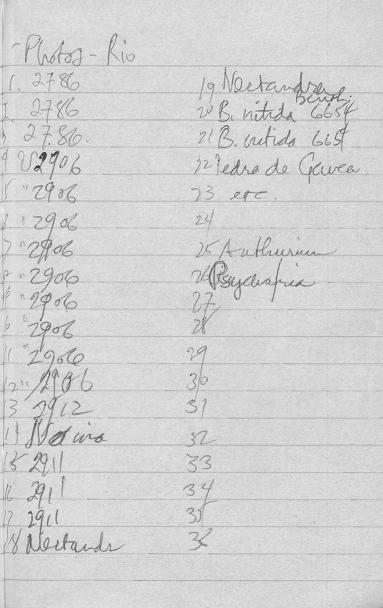 Photos - Rio
1. 2786
2. 2786
3 27.86.
4 2906
5 " 2906
6 " 2906
7 " 2906
8 " 2906
9 " 2906
10 " 2906
11 " 2906
12 " 2906
13 2912
14
15 2911
16 2911
17 2911
18 Nectandr
19 Nectandra
20 B. nitida 6654
21 B. nitida 665
22 Pedra de Gavea
23 etc.
24
25 Anthurium
26 Psychotria
27
28
29
30
31
32
33
34
35
36